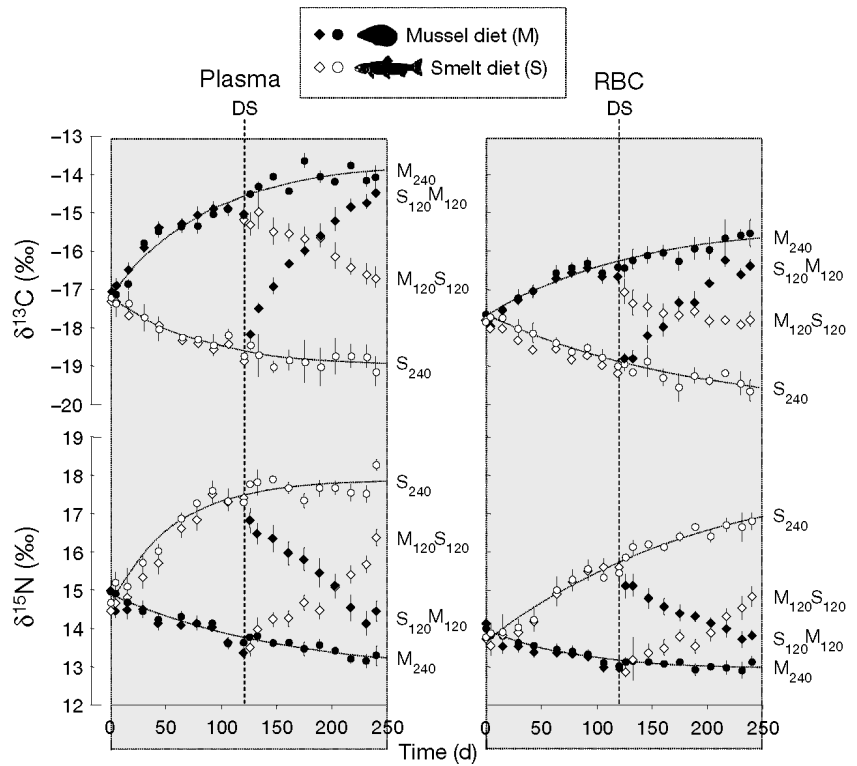 Mussel diet (M)
Smelt diet (S)
Plasma
RBC
DS
DS
δ13C (‰)
−13
−14
−15
−16
−17
−18
−19
−20
M240
S120M120
M120S120
S240
M240
S120M120
M120S120
S240
δ15N (‰)
19
18
17
16
15
14
13
12
S240
M120S120
S120M120
M240
S240
M120S120
S120M120
M240
0 50 100 150 200 250
0 50 100 150 200 250
Time (d)